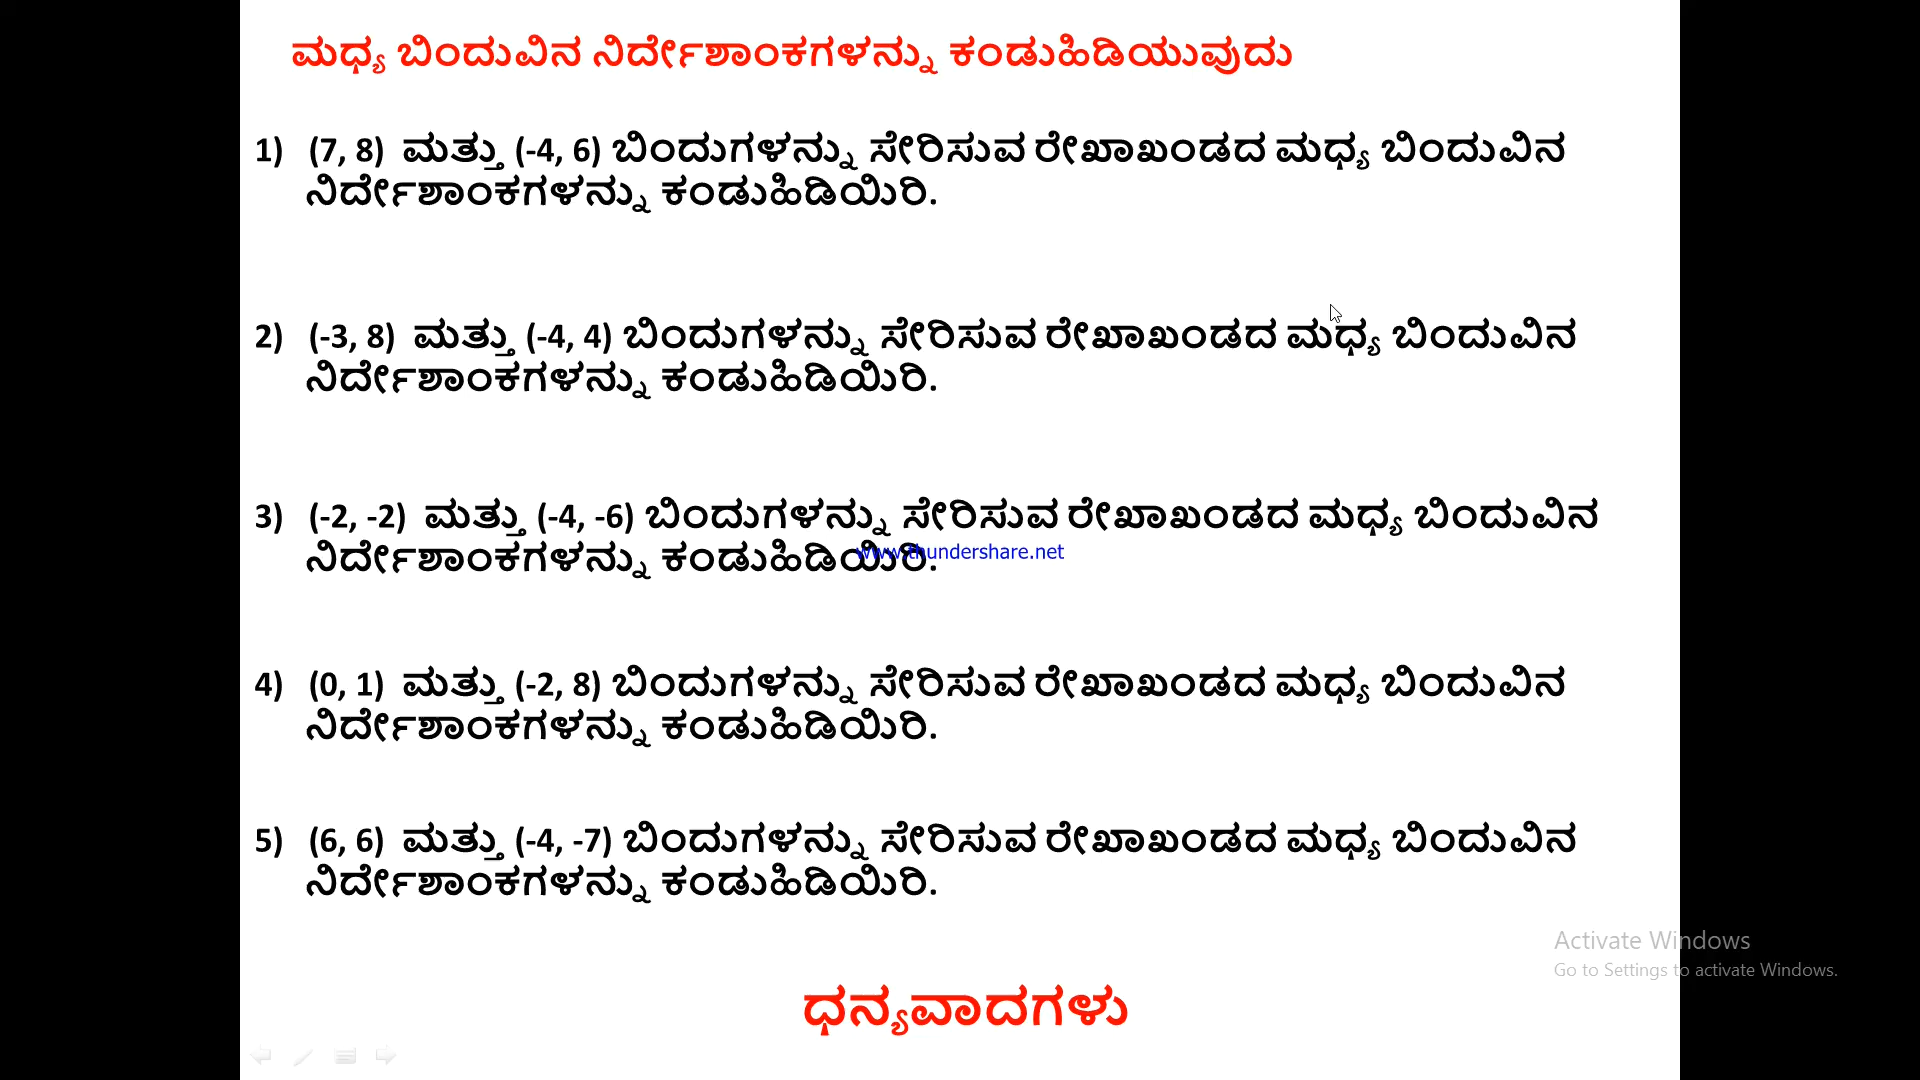 ಮಧ್ಯ ಬಿಂದುವಿನ ನಿರ್ದೇಶಾಂಕಗಳನ್ನು ಕಂಡುಹಿಡಿಯುವುದು
1) (7, 8) ಮತ್ತು (-4, 6) ಬಿಂದುಗಳನ್ನು ಸೇರಿಸುವ ರೇಖಾಖಂಡದ ಮಧ್ಯ ಬಿಂದುವಿನ
ನಿರ್ದೇಶಾಂಕಗಳನ್ನು ಕಂಡುಹಿಡಿಯಿರಿ.
2) (-3, 8) ಮತ್ತು (-4, 4) ಬಿಂದುಗಳನ್ನು ಸೇರಿಸುವ ರೇಖಾಖಂಡದ ಮಧ್ಯ ಬಿಂದುವಿನ
ನಿರ್ದೇಶಾಂಕಗಳನ್ನು ಕಂಡುಹಿಡಿಯಿರಿ.
3) (-2, -2) ಮತ್ತು (-4, -6) ಬಿಂದುಗಳನ್ನು ಸೇರಿಸುವ ರೇಖಾಖಂಡದ ಮಧ್ಯ ಬಿಂದುವಿನ
ನಿರ್ದೇಶಾಂಕಗಳನ್ನು ಕಂಡುಹಿಡಿಯಿರಿ.
www.thundershare.net
4) (0, 1) ಮತ್ತು (-2, 8) ಬಿಂದುಗಳನ್ನು ಸೇರಿಸುವ ರೇಖಾಖಂಡದ ಮಧ್ಯ ಬಿಂದುವಿನ
ನಿರ್ದೇಶಾಂಕಗಳನ್ನು ಕಂಡುಹಿಡಿಯಿರಿ.
5) (6, 6) ಮತ್ತು (-4, -7) ಬಿಂದುಗಳನ್ನು ಸೇರಿಸುವ ರೇಖಾಖಂಡದ ಮಧ್ಯ ಬಿಂದುವಿನ
ನಿರ್ದೇಶಾಂಕಗಳನ್ನು ಕಂಡುಹಿಡಿಯಿರಿ.
Activate Windows
Go to Settings to activate Windows.
ಧನ್ಯವಾದಗಳು